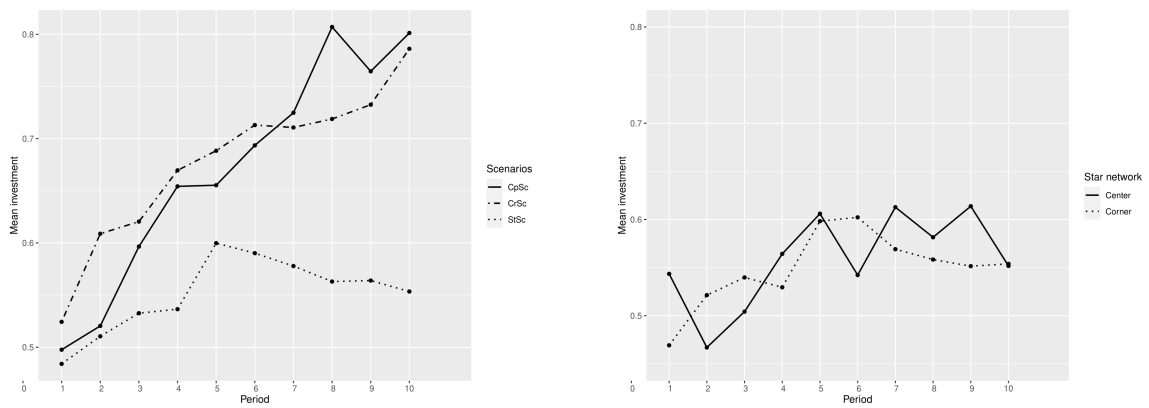 0.8
0.7
0.6
0.5
Mean investment
0 1 2 3 4 5 6 7 8 9 10
Period
Scenarios
CpSc
CrSc
StSc
0.8
0.7
0.6
0.5
Mean investment
0 1 2 3 4 5 6 7 8 9 10
Period
Star network
Center
Corner